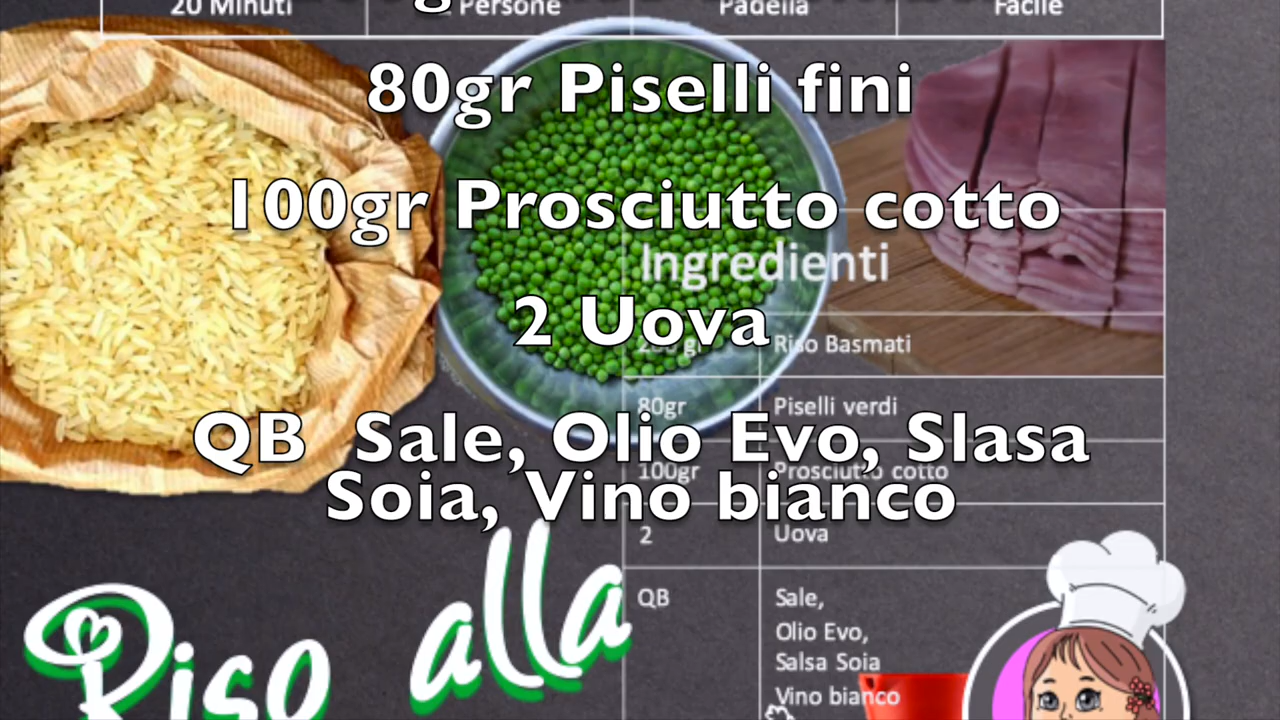 20 Minuti
Persone
Padella
Facile
80gr Piselli fini
100gr Prosciutto cotto
Ingredienti
2 Uova
Riso Basmati
80gr
Piselli verdi
QB Sale, Olio Evo, Slasa
Soia, Vino bianco
100gr
Prosciutto cotto
2
Uova
QB
Sale,
Olio Evo,
Salsa Soia
Vino bianco
Riso alla